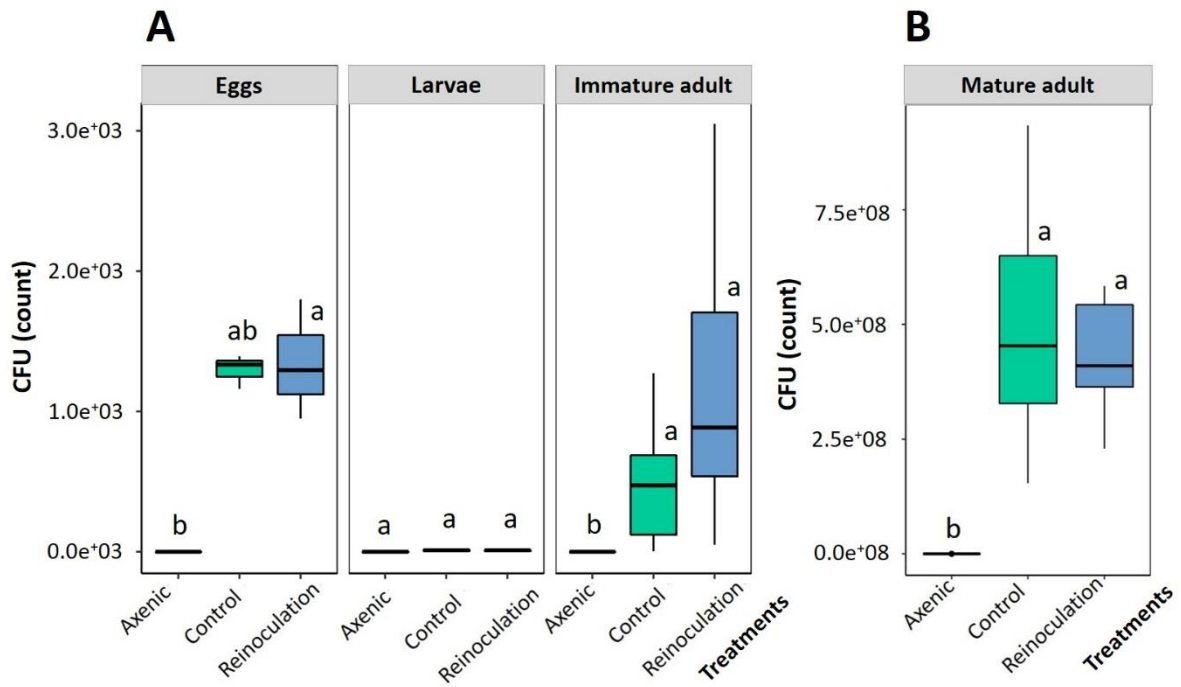 A
B
Eggs
Larvae
Immature adult
Mature adult
CFU (count)
3.0e⁺03
2.0e⁺03
1.0e⁺03
0.0e⁺03
b
ab
a
a
a
a
b
a
a
Axenic
Control
Reinoculation
Axenic
Control
Reinoculation
Axenic
Control
Reinoculation
Treatments
CFU (count)
7.5e⁺08
5.0e⁺08
2.5e⁺08
0.0e⁺08
b
a
a
Axenic
Control
Reinoculation
Treatments